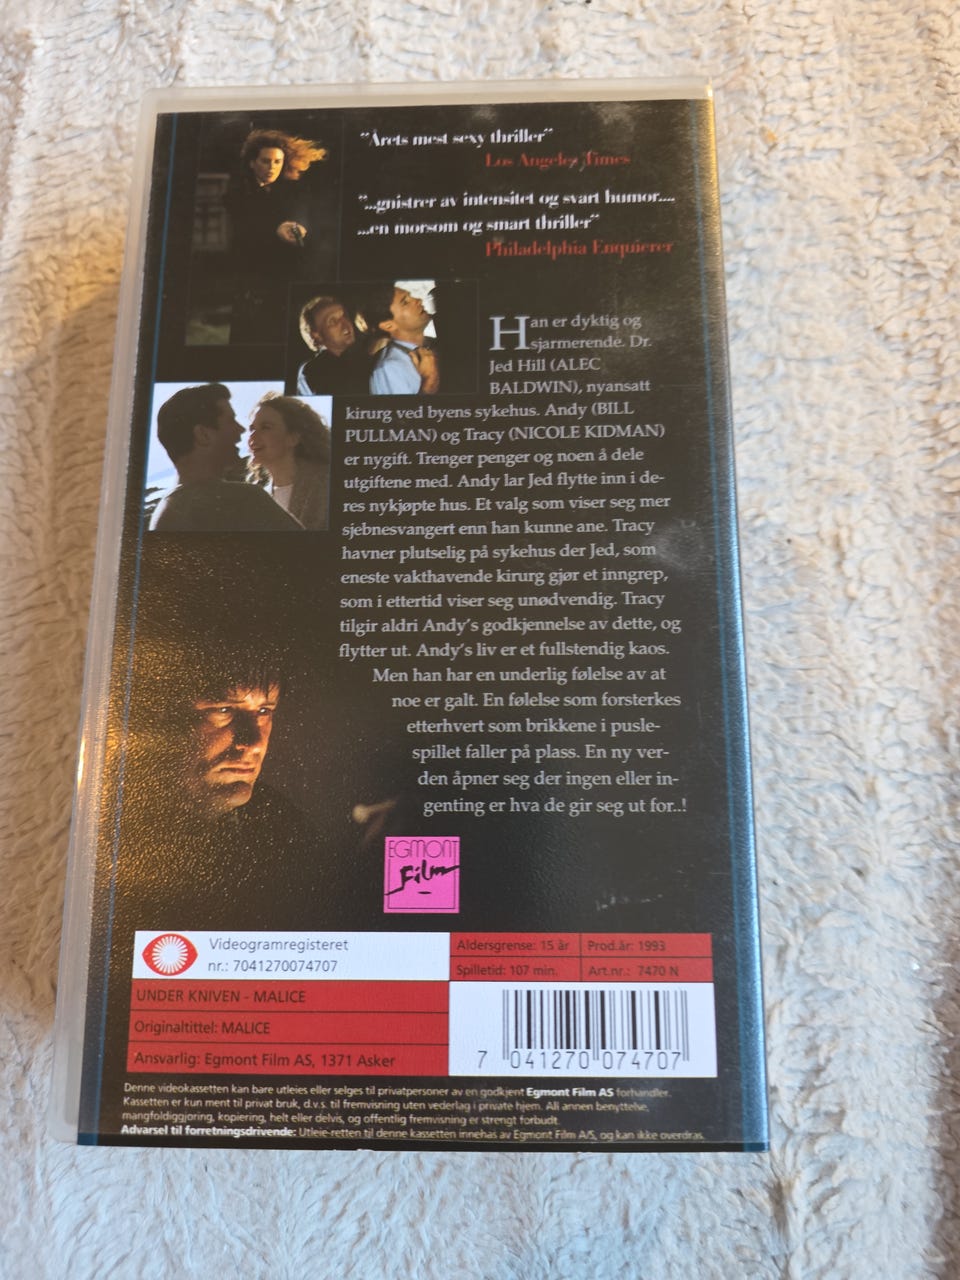 "Årets mest sexy thriller"
Los Angeles Times
"...gnistrer av intensitet og svart humor....
...en morsom og smart thriller"
Philadelphia Enquierer
Han er dyktig og
sjarmerende. Dr.
Jed Hill (ALEC
BALDWIN), nyansatt
kirurg ved byens sykehus. Andy (BILL
PULLMAN) og Tracy (NICOLE KIDMAN)
er nygift. Trenger penger og noen å dele
utgiftene med. Andy lar Jed flytte inn i de-
res nykjøpte hus. Et valg som viser seg mer
sjebnesvangert enn han kunne ane. Tracy
havner plutselig på sykehus der Jed, som
eneste vakthavende kirurg gjør et inngrep,
som i ettertid viser seg unødvendig. Tracy
tilgir aldri Andy's godkjennelse av dette, og
flytter ut. Andy's liv er et fullstendig kaos.
Men han har en underlig følelse av at
noe er galt. En følelse som forsterkes
etterhvert som brikkene i pusle-
spillet faller på plass. En ny ver-
den åpner seg der ingen eller in-
genting er hva de gir seg ut for..!
EGMONT
Film
Videogramregisteret
nr.: 7041270074707
Aldersgrense: 15 år
Prod.år: 1993
Spilletid: 107 min.
Art.nr.: 7470 N
UNDER KNIVEN - MALICE
Originaltittel: MALICE
Ansvarlig: Egmont Film AS, 1371 Asker
7 041270 074707
Denne videokassetten kan bare utleies eller selges til privatpersoner av en godkjent Egmont Film AS forhandler.
Kassetten er kun ment til privat bruk, d.v.s. til fremvisning uten vederlag i private hjem. All annen benyttelse,
mangfoldiggjøring, kopiering, helt eller delvis, og offentlig fremvisning er strengt forbudt.
Advarsel til forretningsdrivende: Utleie-retten til denne kassetten innehas av Egmont Film A/S, og kan ikke overdras.